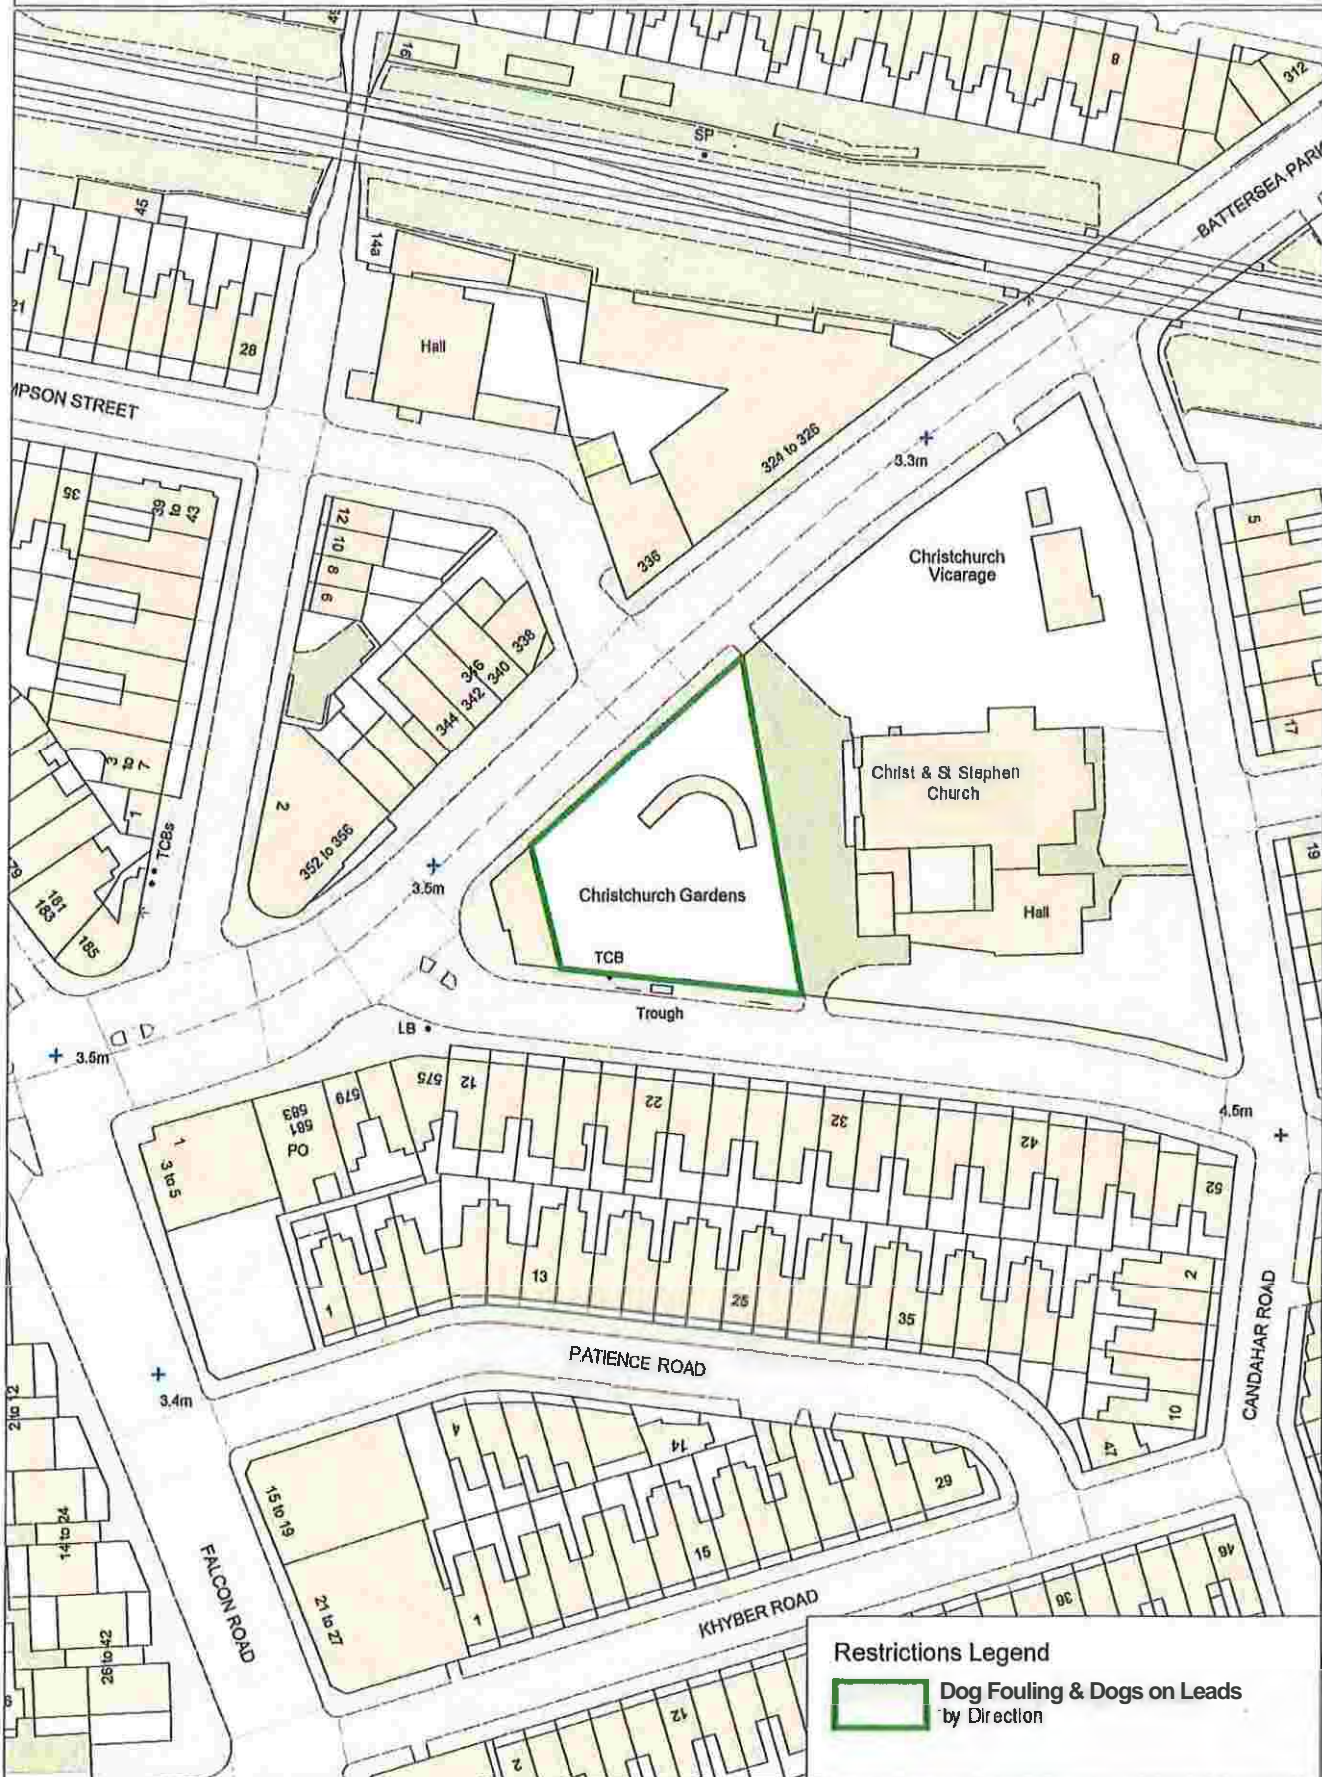 16
8
312
SP
BATTERSEA PARK
45
14a
21
28
Hall
MPSON STREET
324 to 326
3.3m
35
39
to
43
12
10
8
6
336
5
Christchurch
Vicarage
338
346
340
342
344
17
3
to
7
1
2
352 to 356
TCBs
Christ & St Stephen
Church
79
181
183
185
3.5m
Christchurch Gardens
19
Hall
TCB
Trough
LB
3.5m
575
12
579
583
581
PO
22
32
42
4.5m
1
3 to 5
52
13
25
35
1
2
CANDAHAR ROAD
PATIENCE ROAD
3.4m
2 to 12
10
47
4
14
29
15 to 19
14 to 24
16
46
FALCON ROAD
21 to 27
1
36
KHYBER ROAD
26 to 42
6
12
2
Restrictions Legend
Dog Fouling & Dogs on Leads
by Direction